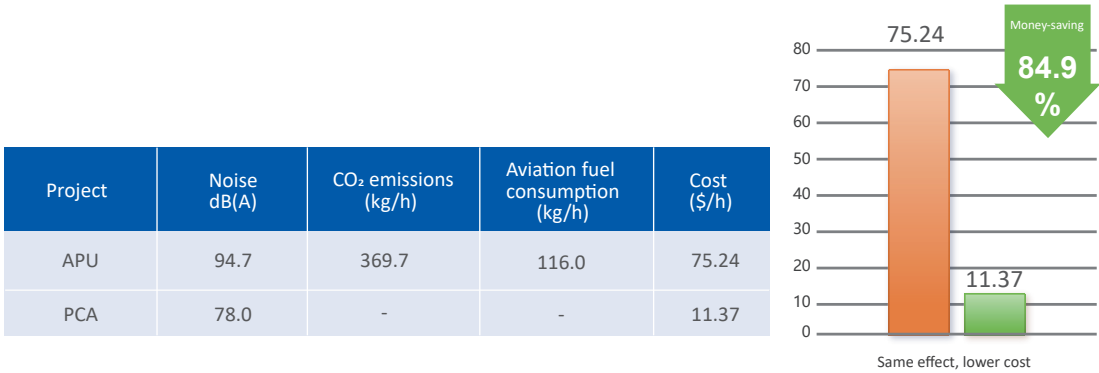 Project
Noise
dB(A)
CO₂ emissions
(kg/h)
Aviation fuel
consumption
(kg/h)
Cost
($/h)
APU
94.7
369.7
116.0
75.24
PCA
78.0
-
-
11.37
Money-saving
84.9
%
75.24
11.37
80
70
60
50
40
30
20
10
0
Same effect, lower cost